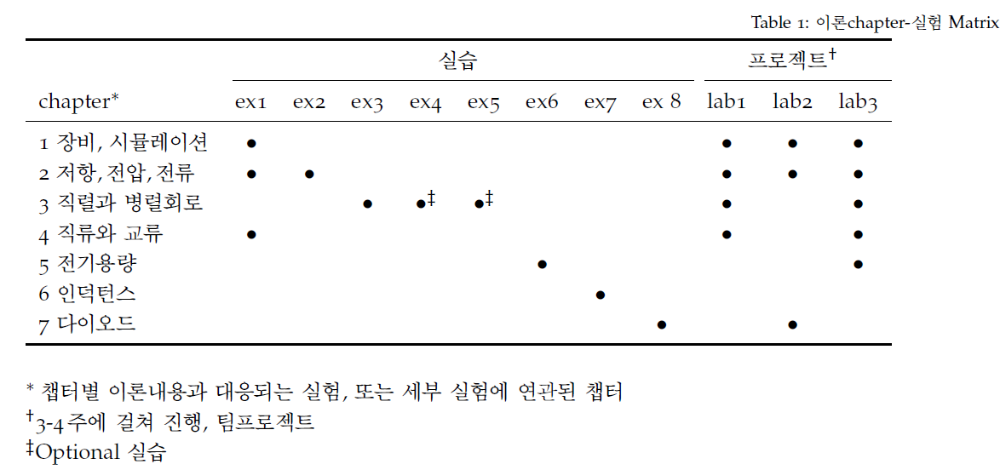 Table 1: 이론chapter-실험 Matrix
실습 프로젝트†
chapter* ex1 ex2 ex3 ex4 ex5 ex6 ex7 ex 8 lab1 lab2 lab3
1 장비, 시뮬레이션 • • • •
2 저항, 전압, 전류 • • • • •
3 직렬과 병렬회로 • •‡ •‡ • •
4 직류와 교류 • • •
5 전기용량 • •
6 인덕턴스 •
7 다이오드 • •
* 챕터별 이론내용과 대응되는 실험, 또는 세부 실험에 연관된 챕터
†3-4주에 걸쳐 진행, 팀프로젝트
‡Optional 실습